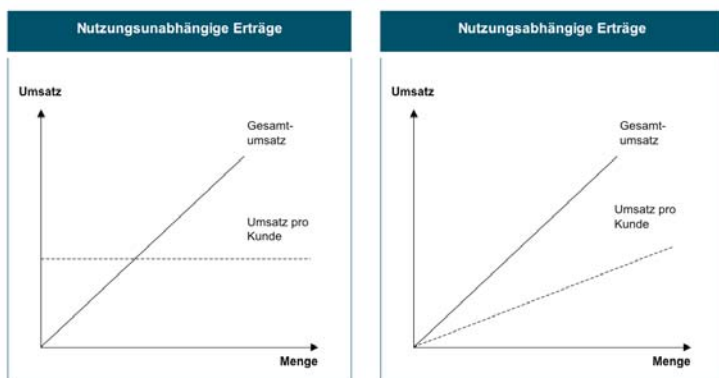 Nutzungsunabhängige Erträge
Umsatz
Gesamt-
umsatz
Umsatz pro
Kunde
Menge
Nutzungsabhängige Erträge
Umsatz
Gesamt-
umsatz
Umsatz pro
Kunde
Menge